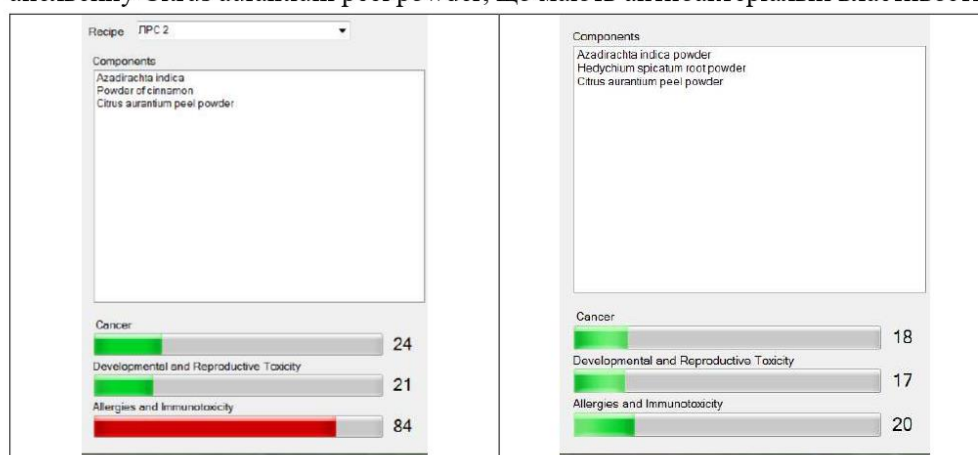 Recipe ЛРС 2
Components
Azadirachta indica
Powder of cinnamon
Citrus aurantium peel powder
Cancer
24
Developmental and Reproductive Toxicity
21
Allergies and Immunotoxicity
84
Components
Azadirachta indica powder
Hedychium spicatum root powder
Citrus aurantium peel powder
Cancer
18
Developmental and Reproductive Toxicity
17
Allergies and Immunotoxicity
20